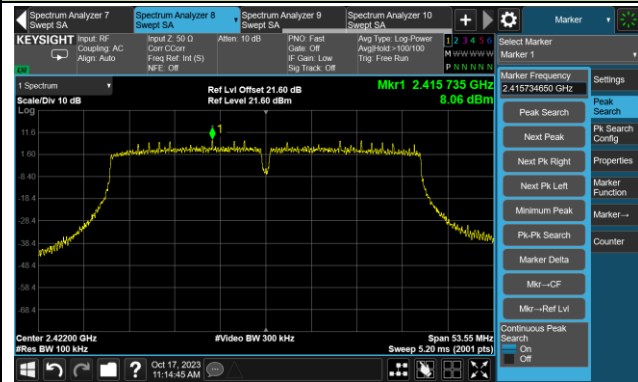 Spectrum Analyzer 7
Swept SA
Spectrum Analyzer 8
Swept SA
Spectrum Analyzer 9
Swept SA
Spectrum Analyzer 10
Swept SA
Marker
KEYSIGHT
Input: RF
Coupling: AC
Align: Auto
Input Z: 50 Ω
Corr CCorr
Freq Ref: Int (S)
NFE: Off
Atten: 10 dB
PNO: Fast
Gate: Off
IF Gain: Low
Sig Track: Off
Avg Type: Log-Power
Avg|Hold >100/100
Trig: Free Run
1 2 3 4 5 6
M W W W W W
P N N N N N
Select Marker
Marker 1
1 Spectrum
Scale/Div 10 dB
Log
Ref Lvl Offset 21.60 dB
Ref Level 21.60 dBm
Mkr1 2.415 735 GHz
8.06 dBm
1
11.6
1.60
-8.40
-18.4
-28.4
-38.4
-48.4
-58.4
-68.4
Center 2.42200 GHz
#Res BW 100 kHz
#Video BW 300 kHz
Span 53.55 MHz
Sweep 5.20 ms (2001 pts)
Marker Frequency
2.415734650 GHz
Peak Search
Next Peak
Next Pk Right
Next Pk Left
Minimum Peak
Pk-Pk Search
Marker Delta
Mkr→CF
Mkr→Ref Lvl
Continuous Peak
Search
On
Off
Settings
Peak
Search
Pk Search
Config
Properties
Marker
Function
Marker→
Counter
Oct 17, 2023
11:14:45 AM